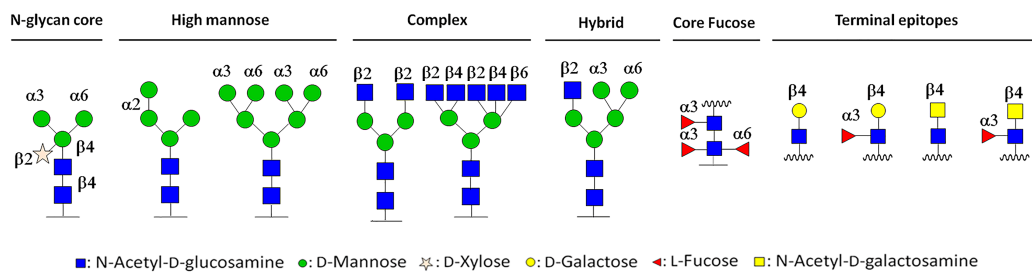 N-glycan core High mannose Complex Hybrid Core Fucose Terminal epitopes
α3 α6 β2 β4 β4
α2 α3 α6 α3 α6
β2 β2 β2 β4 β2 β4 β6
β2 α3 α6
α3 α3 α6
β4 α3 β4 β4 α3 β4
: N-Acetyl-D-glucosamine : D-Mannose : D-Xylose : D-Galactose : L-Fucose : N-Acetyl-D-galactosamine